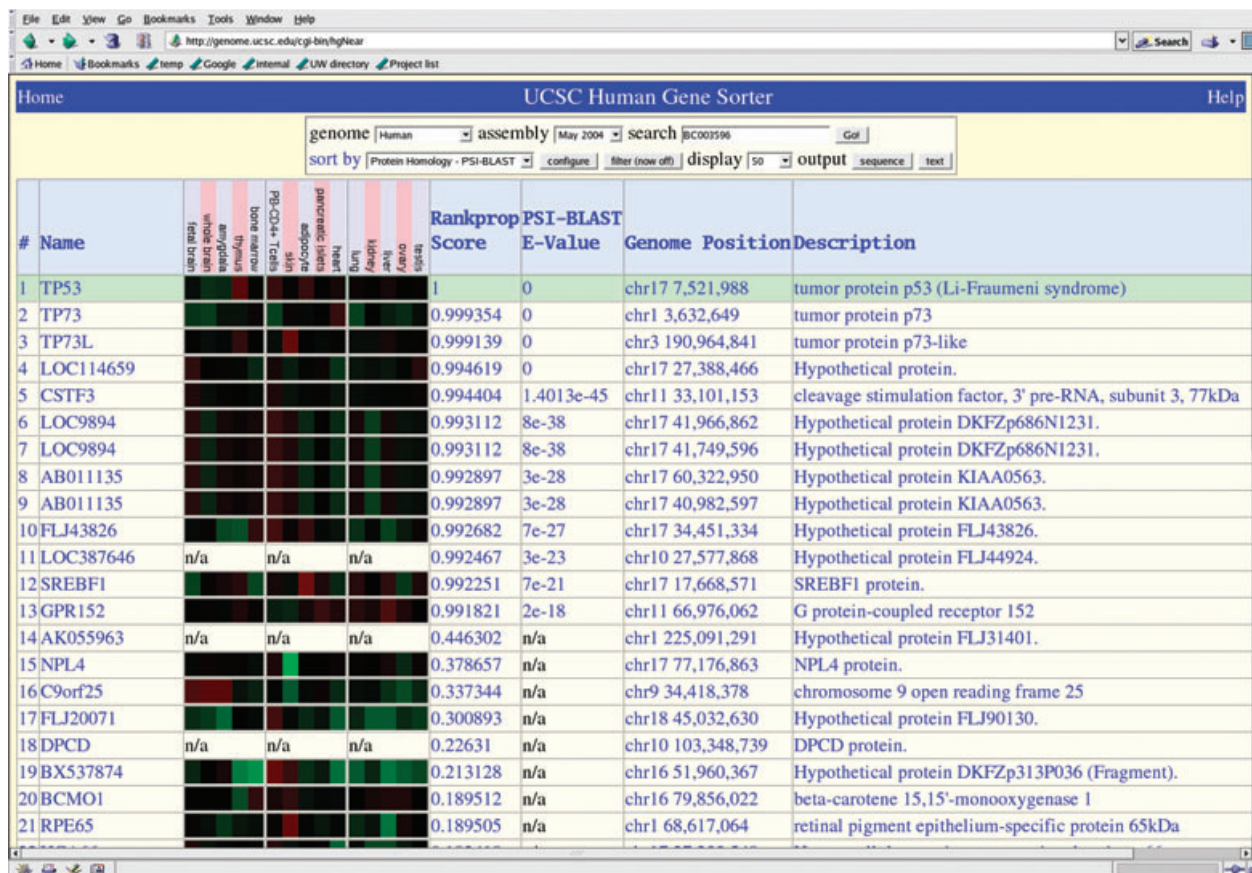 File Edit View Go Bookmarks Tools Window Help
http://genome.ucsc.edu/cgi-bin/hgNear Search
Home Bookmarks temp Google internal UW directory Project list
Home UCSC Human Gene Sorter Help
genome Human assembly May 2004 search BC003596 Go!
sort by Protein Homology - PSI-BLAST configure filter (now off) display 50 output sequence text
# Name fetal brain whole brain amygdala thymus bone marrow PB-CD4+ Tcells skin adipocyte pancreatic islets heart lung kidney liver ovary testis Rankprop Score PSI-BLAST E-Value Genome Position Description
1 TP53 1 0 chr17 7,521,988 tumor protein p53 (Li-Fraumeni syndrome)
2 TP73 0.999354 0 chr1 3,632,649 tumor protein p73
3 TP73L 0.999139 0 chr3 190,964,841 tumor protein p73-like
4 LOC114659 0.994619 0 chr17 27,388,466 Hypothetical protein.
5 CSTF3 0.994404 1.4013e-45 chr11 33,101,153 cleavage stimulation factor, 3' pre-RNA, subunit 3, 77kDa
6 LOC9894 0.993112 8e-38 chr17 41,966,862 Hypothetical protein DKFZp686N1231.
7 LOC9894 0.993112 8e-38 chr17 41,749,596 Hypothetical protein DKFZp686N1231.
8 AB011135 0.992897 3e-28 chr17 60,322,950 Hypothetical protein KIAA0563.
9 AB011135 0.992897 3e-28 chr17 40,982,597 Hypothetical protein KIAA0563.
10 FLJ43826 0.992682 7e-27 chr17 34,451,334 Hypothetical protein FLJ43826.
11 LOC387646 n/a n/a n/a 0.992467 3e-23 chr10 27,577,868 Hypothetical protein FLJ44924.
12 SREBF1 0.992251 7e-21 chr17 17,668,571 SREBF1 protein.
13 GPR152 0.991821 2e-18 chr11 66,976,062 G protein-coupled receptor 152
14 AK055963 n/a n/a n/a 0.446302 n/a chr1 225,091,291 Hypothetical protein FLJ31401.
15 NPL4 0.378657 n/a chr17 77,176,863 NPL4 protein.
16 C9orf25 0.337344 n/a chr9 34,418,378 chromosome 9 open reading frame 25
17 FLJ20071 0.300893 n/a chr18 45,032,630 Hypothetical protein FLJ90130.
18 DPCD n/a n/a n/a 0.22631 n/a chr10 103,348,739 DPCD protein.
19 BX537874 0.213128 n/a chr16 51,960,367 Hypothetical protein DKFZp313P036 (Fragment).
20 BCMO1 0.189512 n/a chr16 79,856,022 beta-carotene 15,15'-monooxygenase 1
21 RPE65 0.189505 n/a chr1 68,617,064 retinal pigment epithelium-specific protein 65kDa